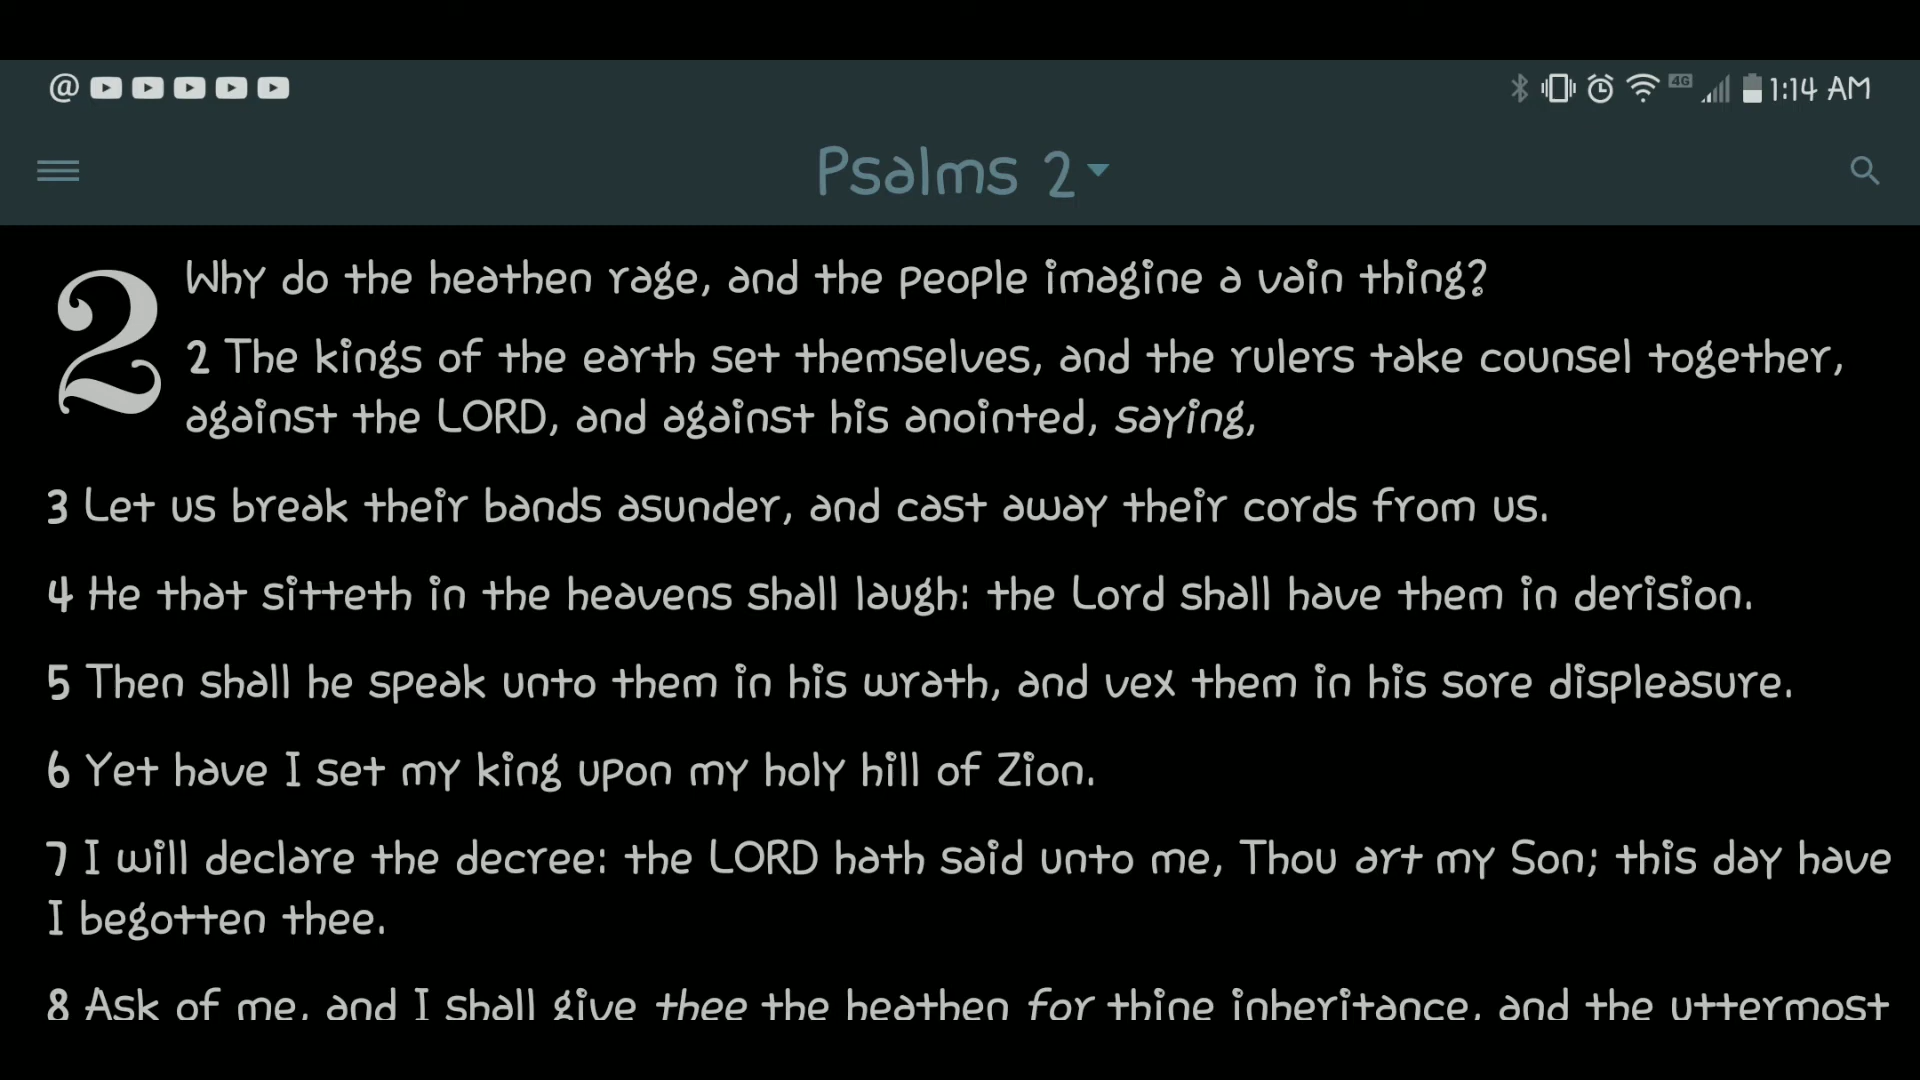 @ 4G 1:14 AM
Psalms 2
2 Why do the heathen rage, and the people imagine a vain thing?
2 The kings of the earth set themselves, and the rulers take counsel together,
against the LORD, and against his anointed, saying,
3 Let us break their bands asunder, and cast away their cords from us.
4 He that sitteth in the heavens shall laugh: the Lord shall have them in derision.
5 Then shall he speak unto them in his wrath, and vex them in his sore displeasure.
6 Yet have I set my king upon my holy hill of Zion.
7 I will declare the decree: the LORD hath said unto me, Thou art my Son; this day have
I begotten thee.
8 Ask of me, and I shall give thee the heathen for thine inheritance, and the uttermost